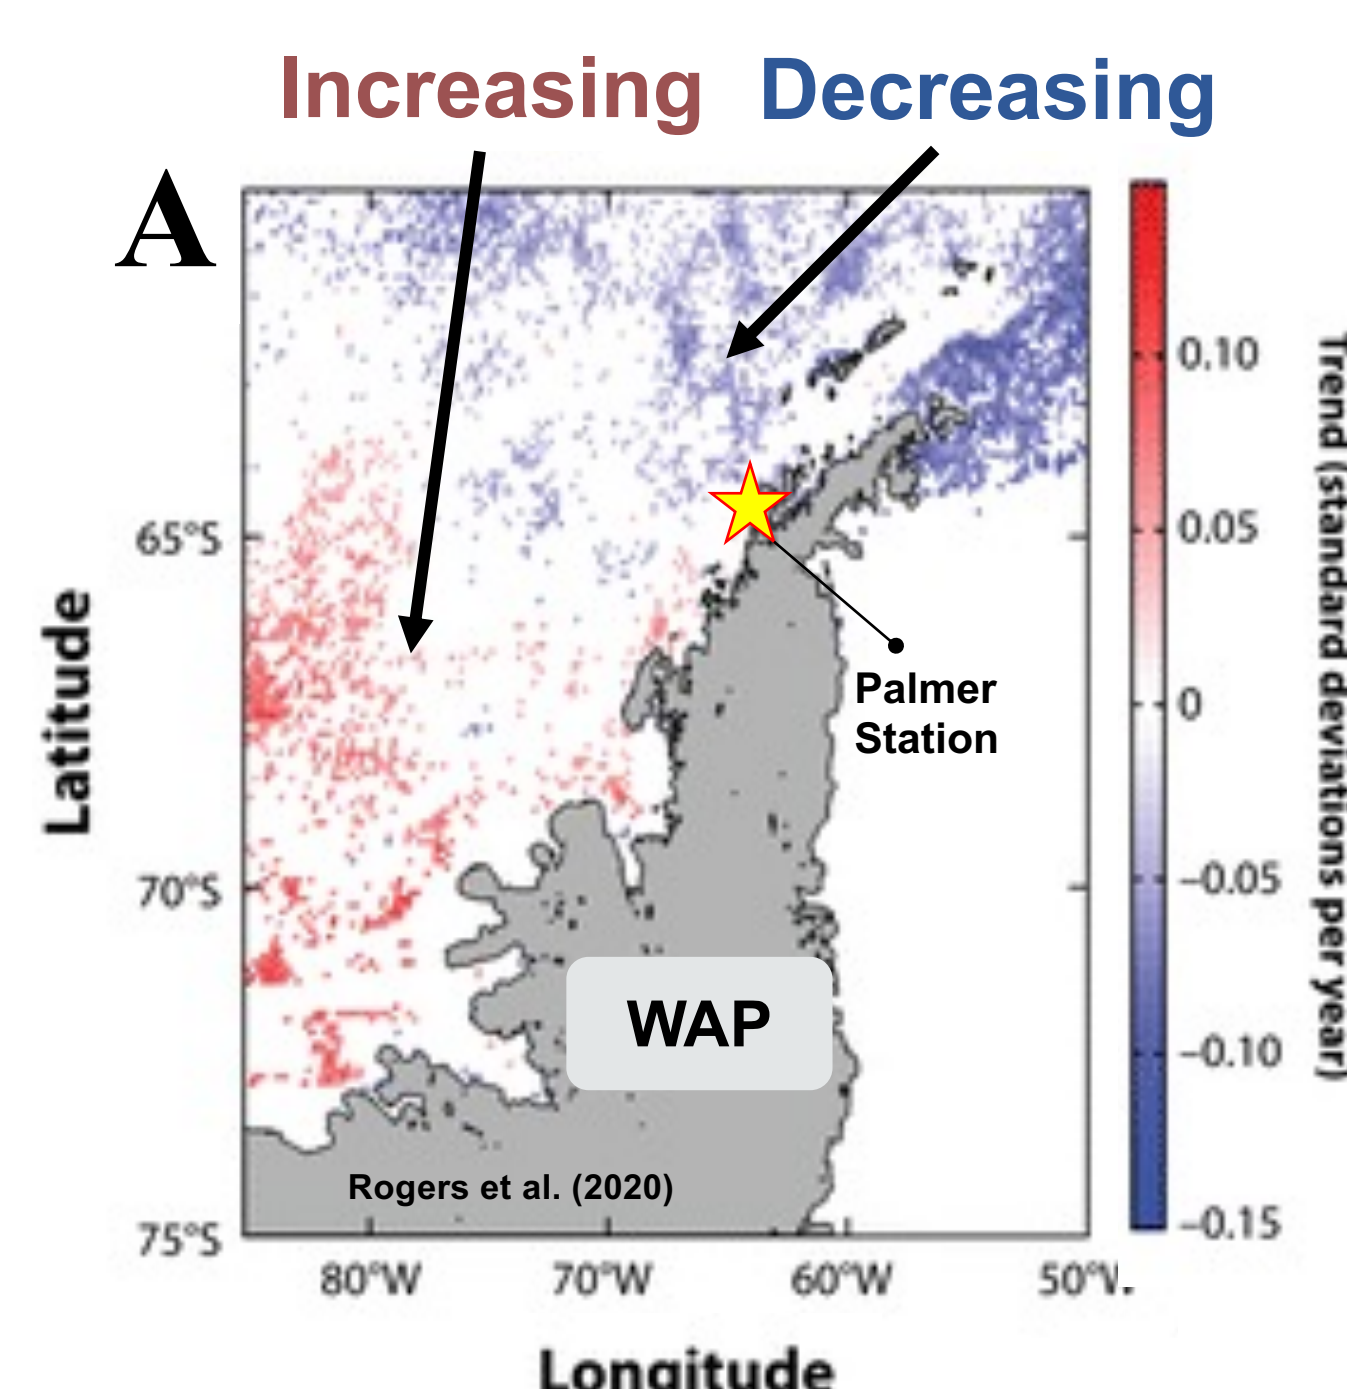 Increasing
Decreasing
A
0.10
0.05
0
−0.05
−0.10
−0.15
Trend (standard deviations per year)
Latitude
65°S
70°S
75°S
Palmer
Station
WAP
Rogers et al. (2020)
80°W
70°W
60°W
50°W
Longitude